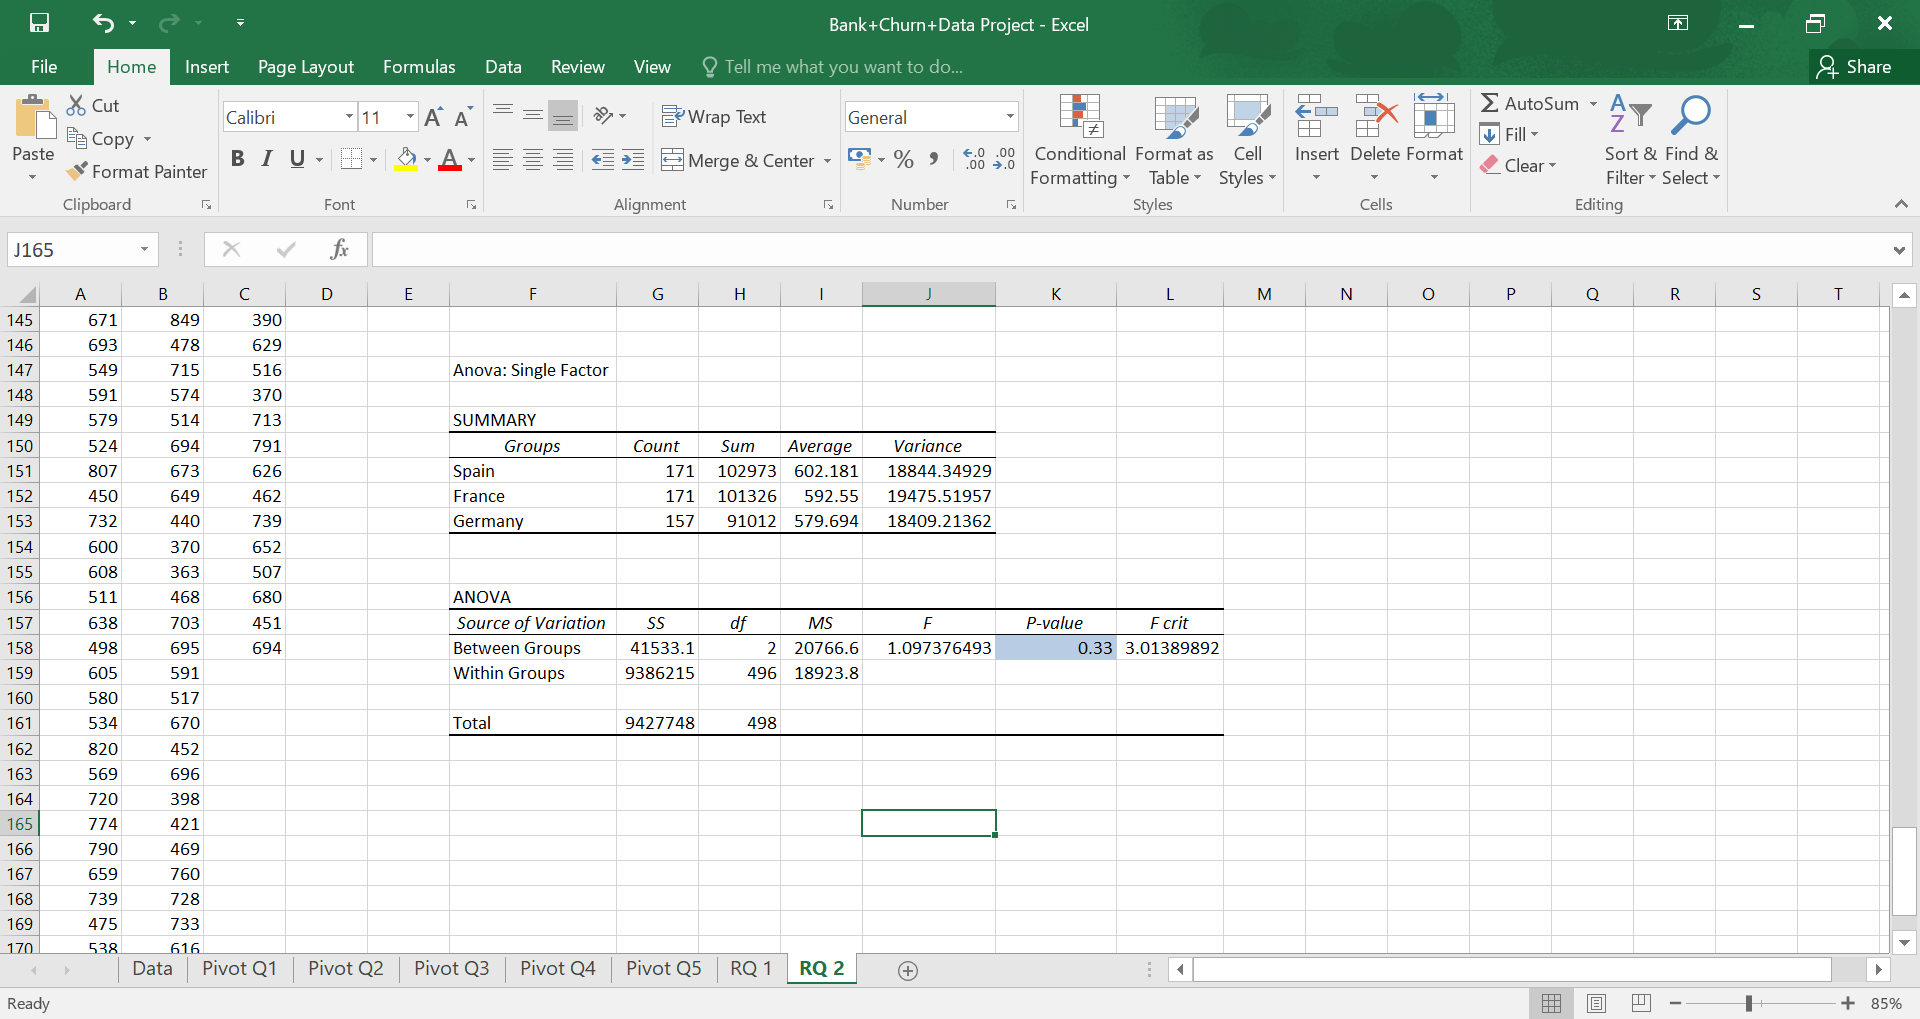 Bank+Churn+Data Project - Excel
File Home Insert Page Layout Formulas Data Review View Tell me what you want to do... Share
Paste
Cut
Copy
Format Painter
Clipboard
Calibri 11
B I U
Font
Wrap Text
Merge & Center
Alignment
General
% , .0 .00 .00 .0
Number
Conditional Formatting
Format as Table
Cell Styles
Styles
Insert Delete Format
Cells
AutoSum
Fill
Clear
Sort & Filter
Find & Select
Editing
J165 fx
A B C D E F G H I J K L M N O P Q R S T
145 671 849 390
146 693 478 629
147 549 715 516 Anova: Single Factor
148 591 574 370
149 579 514 713 SUMMARY
150 524 694 791 Groups Count Sum Average Variance
151 807 673 626 Spain 171 102973 602.181 18844.34929
152 450 649 462 France 171 101326 592.55 19475.51957
153 732 440 739 Germany 157 91012 579.694 18409.21362
154 600 370 652
155 608 363 507
156 511 468 680 ANOVA
157 638 703 451 Source of Variation SS df MS F P-value F crit
158 498 695 694 Between Groups 41533.1 2 20766.6 1.097376493 0.33 3.01389892
159 605 591 Within Groups 9386215 496 18923.8
160 580 517
161 534 670 Total 9427748 498
162 820 452
163 569 696
164 720 398
165 774 421
166 790 469
167 659 760
168 739 728
169 475 733
170 538 616
Data Pivot Q1 Pivot Q2 Pivot Q3 Pivot Q4 Pivot Q5 RQ 1 RQ 2
Ready 85%